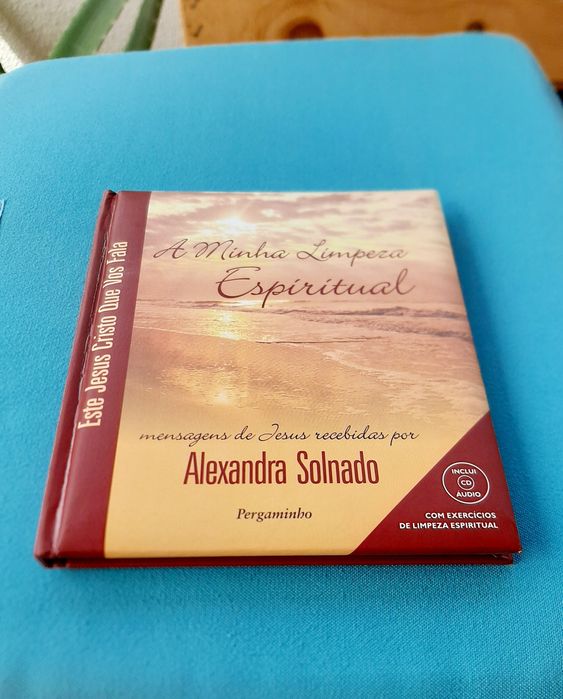 Este Jesus Cristo Que Vos Fala
A Minha Limpeza
Espiritual
mensagens de Jesus recebidas por
Alexandra Solnado
Pergaminho
INCLUI
CD
AUDIO
COM EXERCÍCIOS
DE LIMPEZA ESPIRITUAL